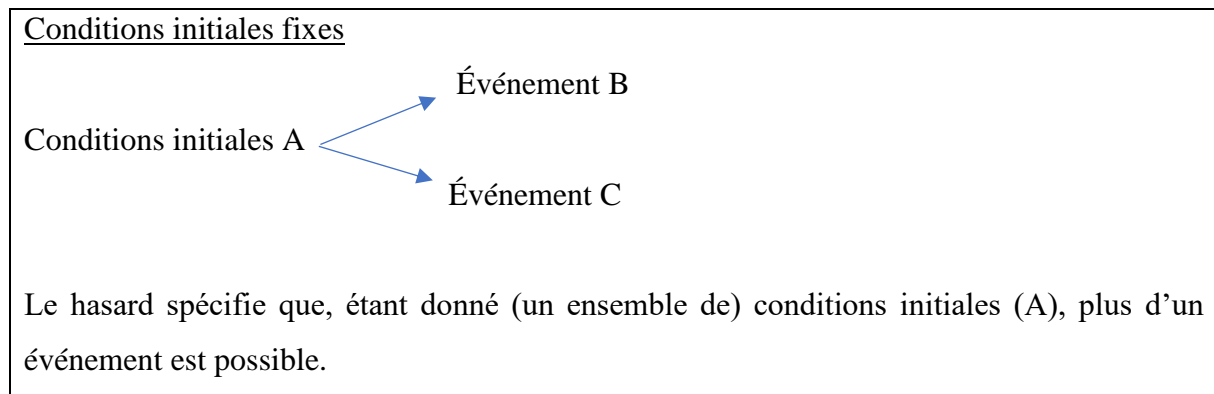 Conditions initiales fixes
Événement B
Conditions initiales A
Événement C
Le hasard spécifie que, étant donné (un ensemble de) conditions initiales (A), plus d’un
événement est possible.